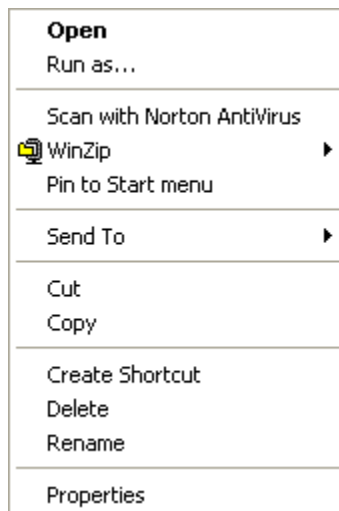 Open
Run as...
Scan with Norton AntiVirus
WinZip
Pin to Start menu
Send To
Cut
Copy
Create Shortcut
Delete
Rename
Properties